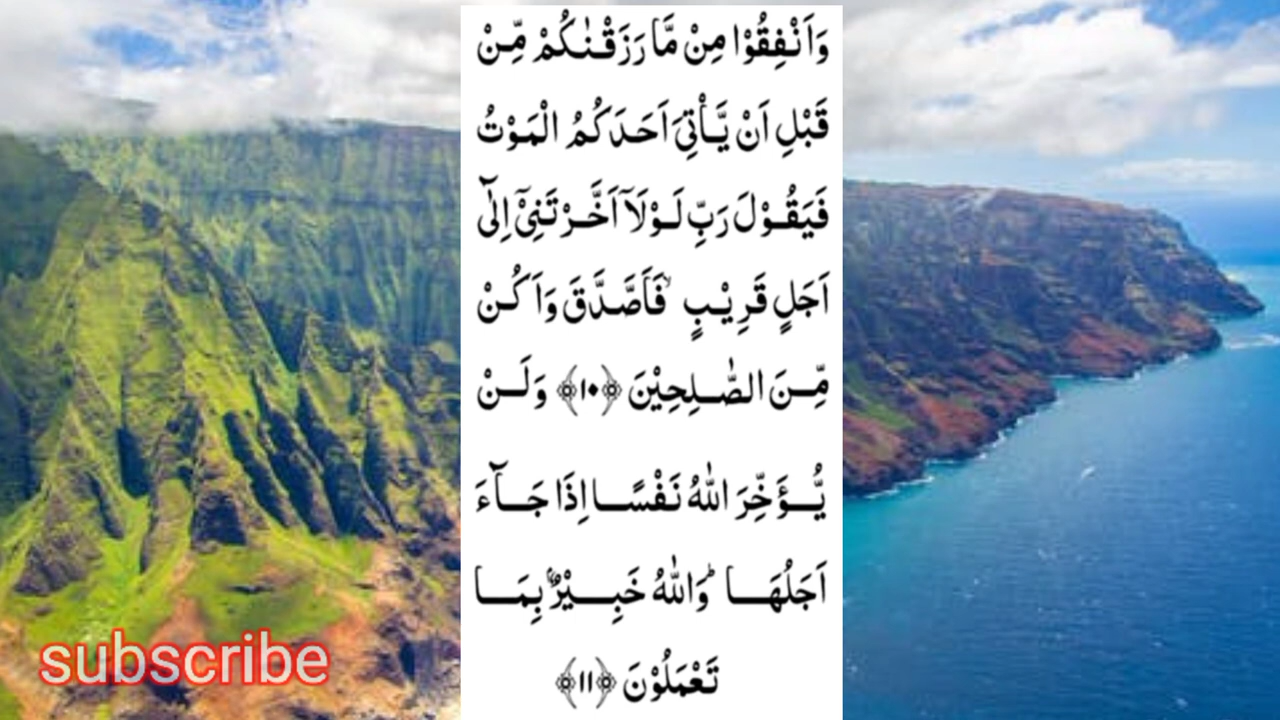 وَاَنْفِقُوْا مِنْ مَّا رَزَقْنٰكُمْ مِّنْ
قَبْلِ اَنْ يَّاْتِيَ اَحَدَكُمُ الْمَوْتُ
فَيَقُوْلَ رَبِّ لَوْلَاۤ اَخَّرْتَنِيْۤ اِلٰۤى
اَجَلٍ قَرِيْبٍ ۙ فَاَصَّدَّقَ وَاَكُنْ
مِّنَ الصّٰلِحِيْنَ ﴿۱۰﴾ وَلَنْ
يُّؤَخِّرَ اللّٰهُ نَفْسًا اِذَا جَآءَ
اَجَلُهَا ؕ وَاللّٰهُ خَبِيْرٌۢ بِمَا
تَعْمَلُوْنَ ﴿۱۱﴾
subscribe